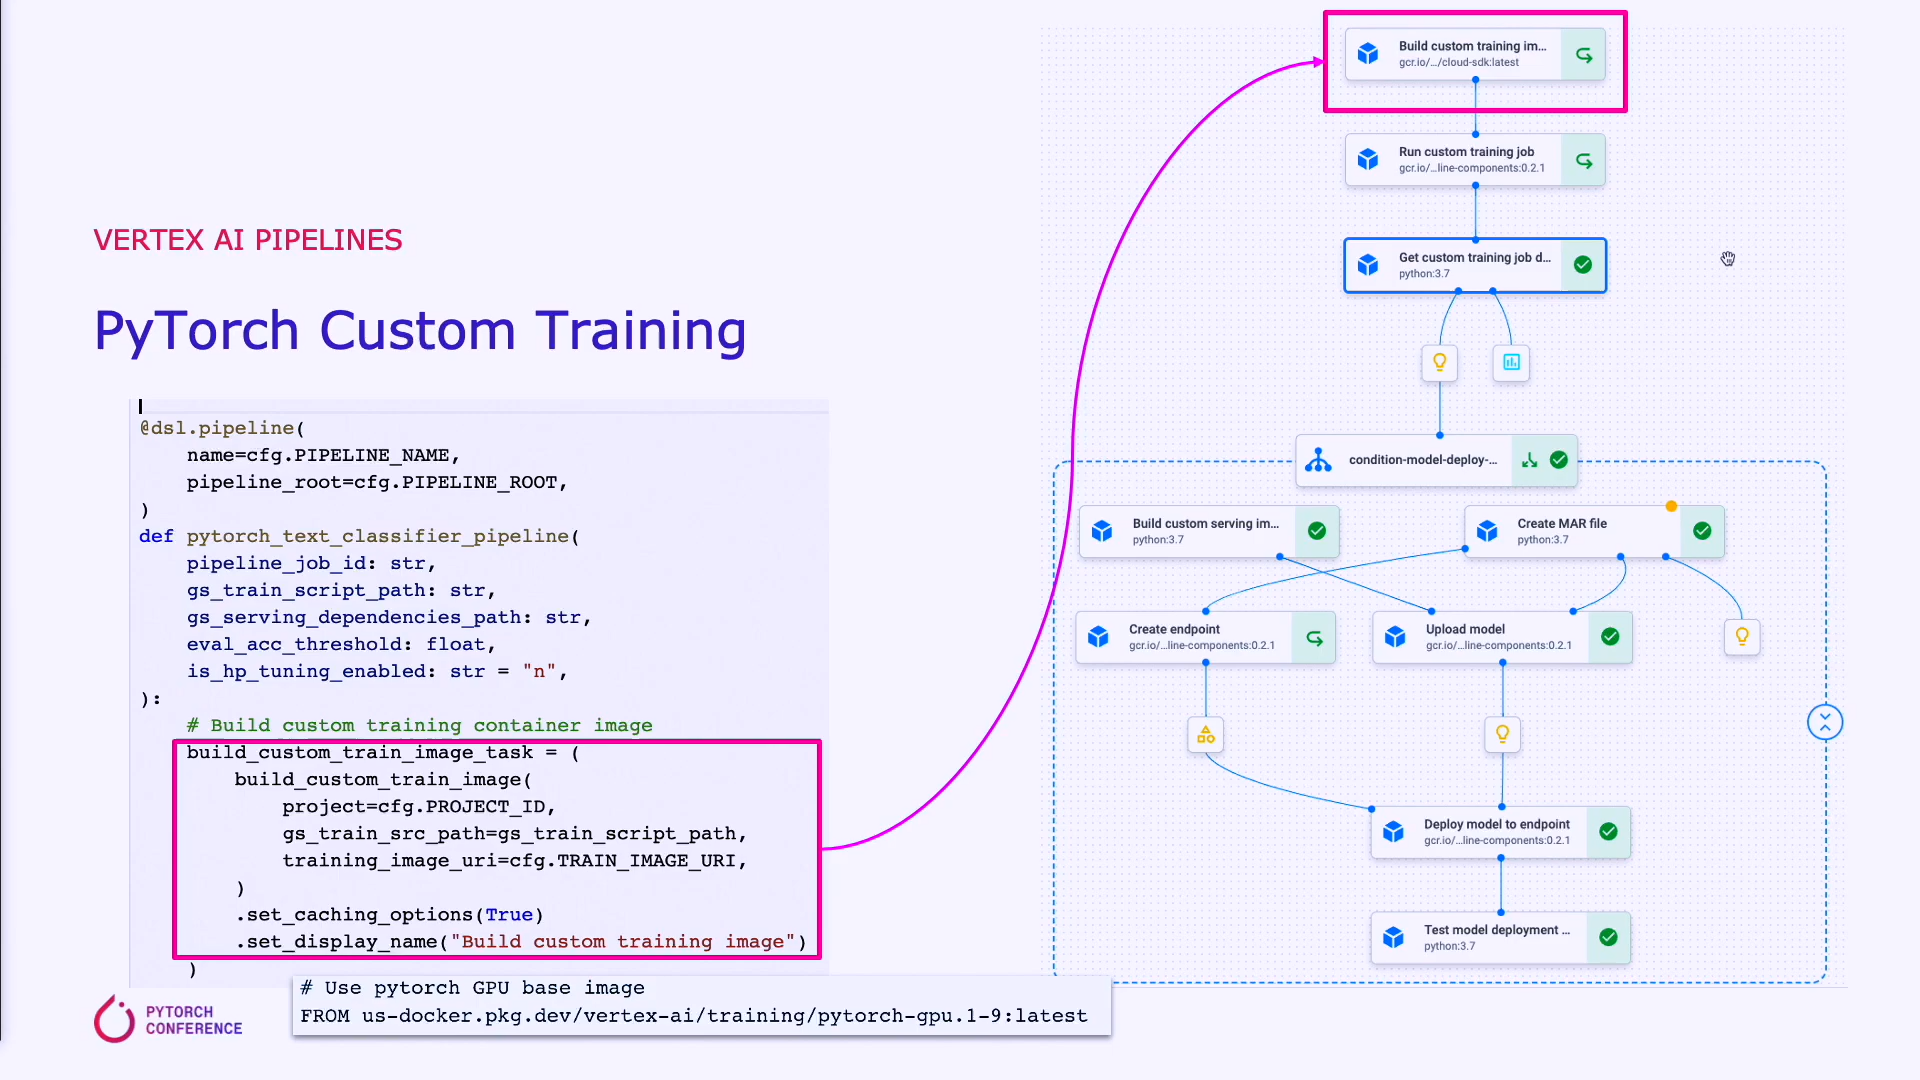 VERTEX AI PIPELINES
PyTorch Custom Training
@dsl.pipeline(
    name=cfg.PIPELINE_NAME,
    pipeline_root=cfg.PIPELINE_ROOT,
)
def pytorch_text_classifier_pipeline(
    pipeline_job_id: str,
    gs_train_script_path: str,
    gs_serving_dependencies_path: str,
    eval_acc_threshold: float,
    is_hp_tuning_enabled: str = "n",
):
    # Build custom training container image
    build_custom_train_image_task = (
        build_custom_train_image(
            project=cfg.PROJECT_ID,
            gs_train_src_path=gs_train_script_path,
            training_image_uri=cfg.TRAIN_IMAGE_URI,
        )
        .set_caching_options(True)
        .set_display_name("Build custom training image")
    )
# Use pytorch GPU base image
FROM us-docker.pkg.dev/vertex-ai/training/pytorch-gpu.1-9:latest
PYTORCH
CONFERENCE
Build custom training im...
gcr.io/.../cloud-sdk:latest
Run custom training job
gcr.io/...line-components:0.2.1
Get custom training job d...
python:3.7
condition-model-deploy-...
Build custom serving im...
python:3.7
Create MAR file
python:3.7
Create endpoint
gcr.io/...line-components:0.2.1
Upload model
gcr.io/...line-components:0.2.1
Deploy model to endpoint
gcr.io/...line-components:0.2.1
Test model deployment ...
python:3.7